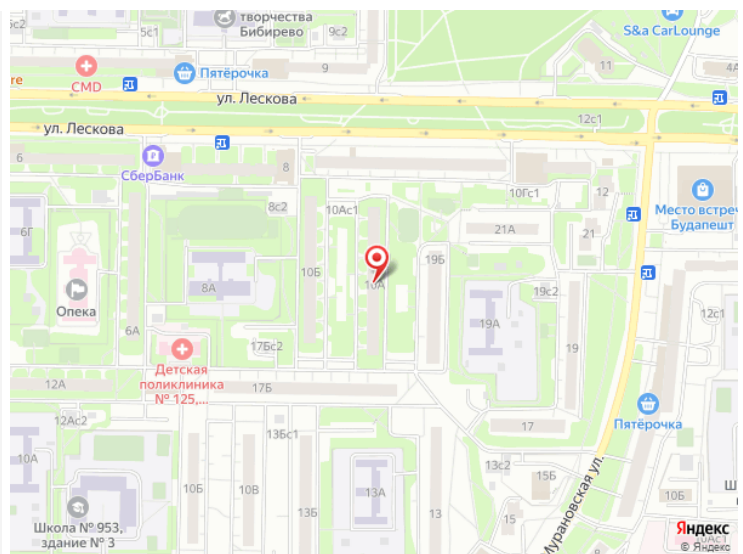 5с2
5с1
творчества
Бибирево
9с2
S&a CarLounge
11
4А
CMD
Пятёрочка
9
ул. Лескова
12с1
ул. Лескова
6
СберБанк
8
8с2
10Ас1
10Гс1
12
Место встреч
Будапешт
21А
21
6Г
10Б
19Б
Опека
8А
10А
19с2
12с1
6А
19А
17Бс2
19
Детская
поликлиника
№ 125,...
12А
17Б
Пятёрочка
12Ас2
13Бс1
17
10А
10Б
10В
13А
13с2
15Б
Мурановская ул.
10Б
Школа № 953,
здание № 3
13
15
Ш
10Ас1
Яндекс
© Яндекс